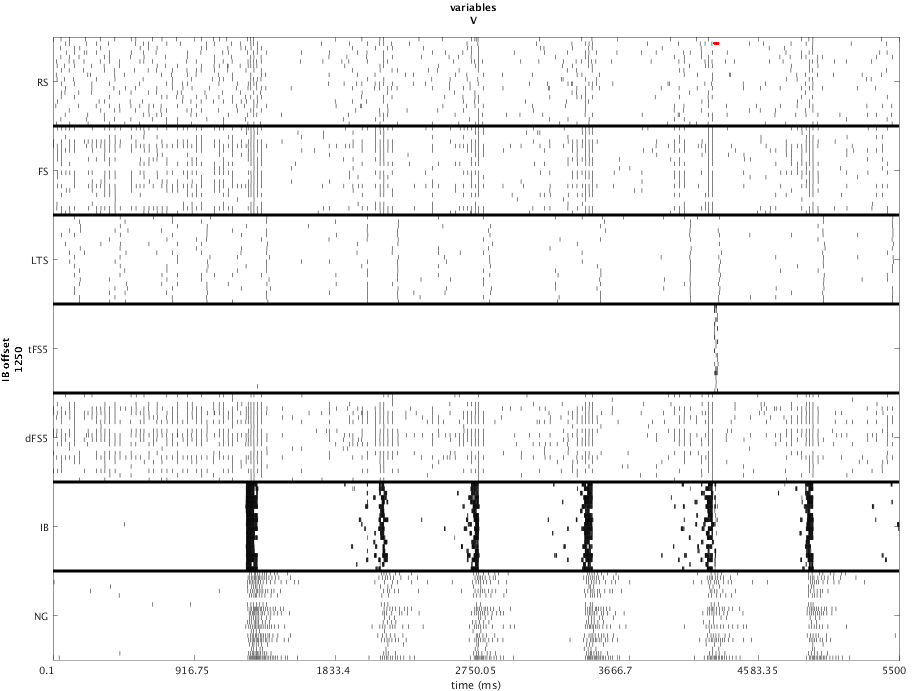 variables
V
RS
FS
LTS
tFS5
dFS5
IB
NG
IB offset
1250
0.1 916.75 1833.4 2750.05 3666.7 4583.35 5500
time (ms)